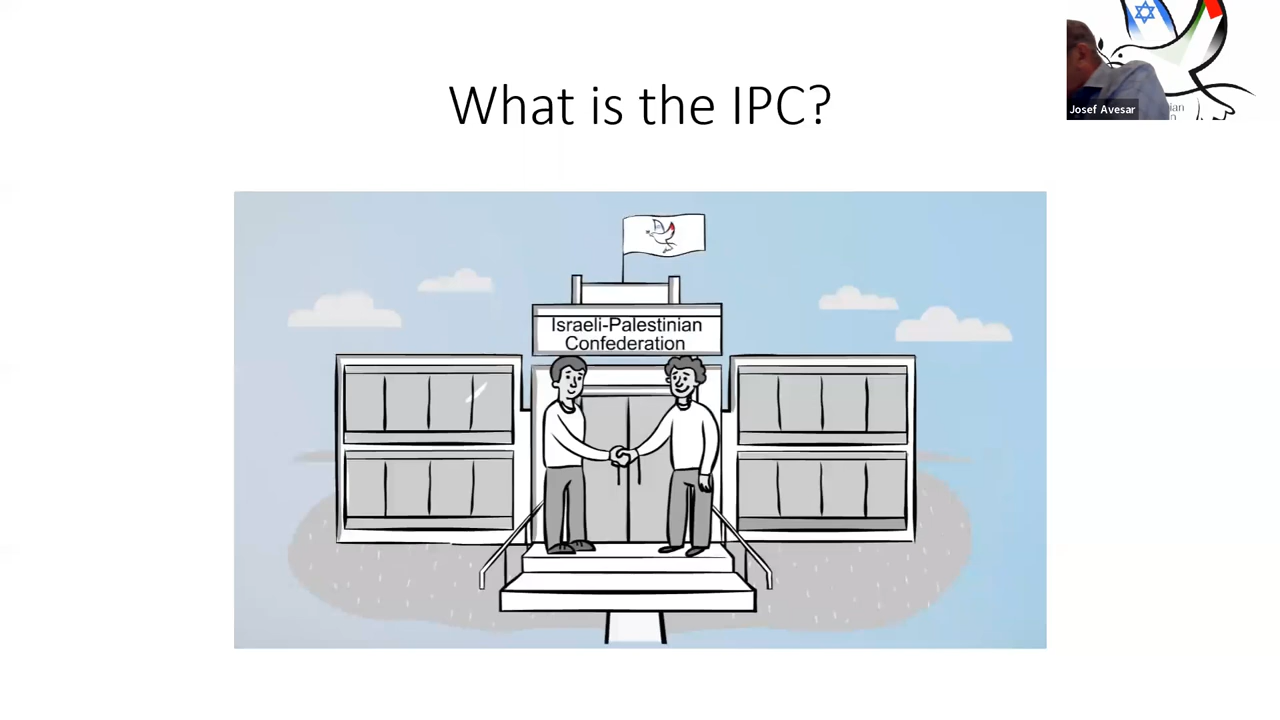 What is the IPC?
Josef Avesar
Israeli-Palestinian
Confederation